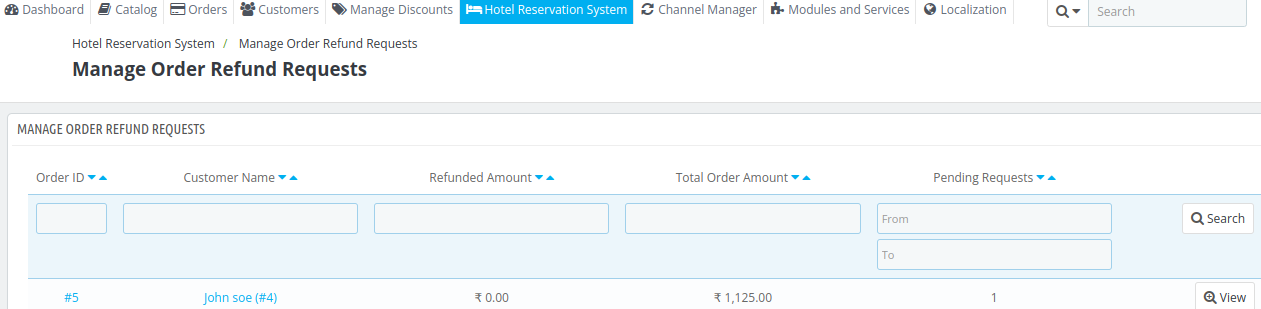 Dashboard Catalog Orders Customers Manage Discounts Hotel Reservation System Channel Manager Modules and Services Localization Search
Hotel Reservation System / Manage Order Refund Requests
Manage Order Refund Requests
MANAGE ORDER REFUND REQUESTS
Order ID Customer Name Refunded Amount Total Order Amount Pending Requests
From Search
To
#5 John soe (#4) ₹ 0.00 ₹ 1,125.00 1 View